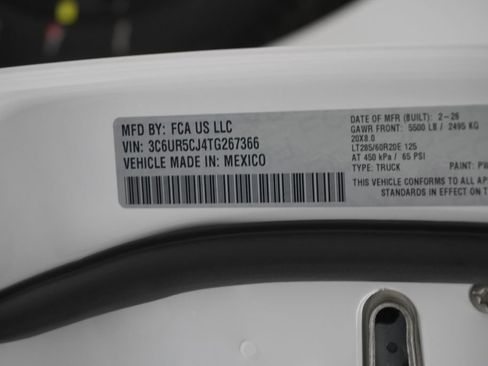 MFD BY: FCA US LLC
VIN: 3C6UR5CJ4TG267366
VEHICLE MADE IN: MEXICO
DATE OF MFR (BUILT): 2-26
GAWR FRONT: 5500 LB / 2495 KG
20X8.0
LT285/60R20E 125
AT 450 kPa / 65 PSI
TYPE: TRUCK PAINT: PW
THIS VEHICLE CONFORMS TO ALL AP
STANDARDS IN EFFECT ON T